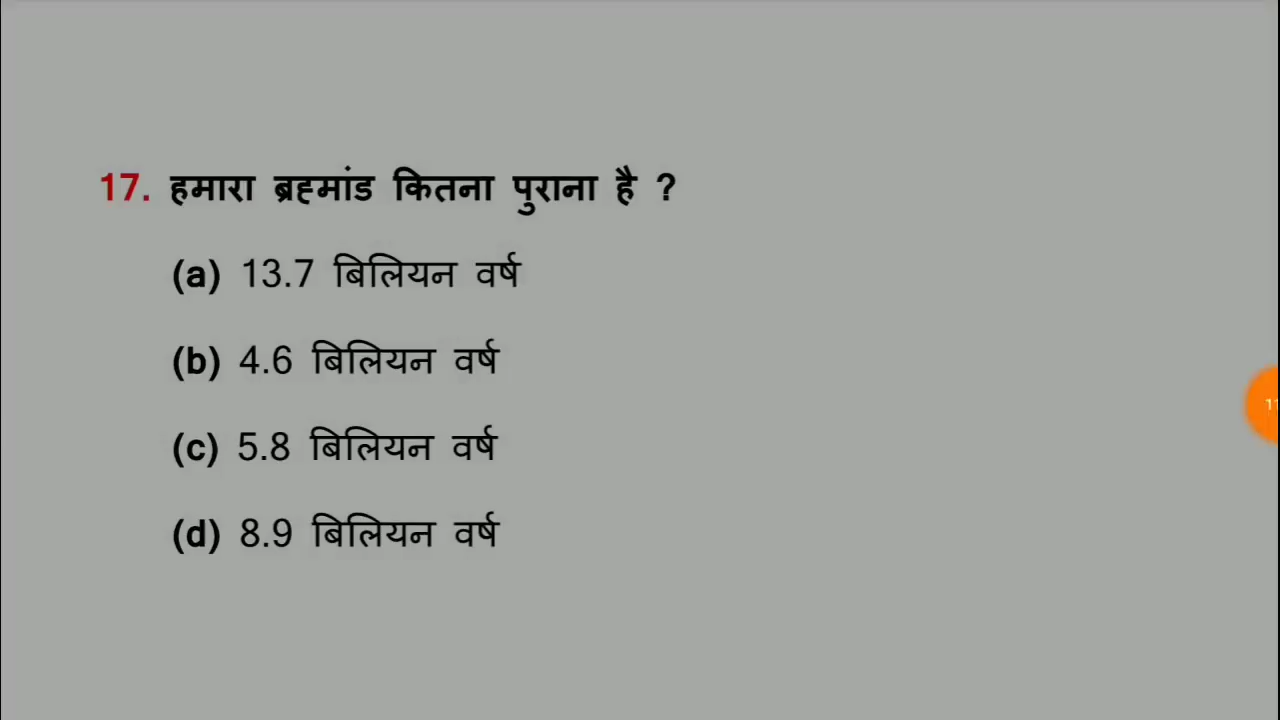 17. हमारा ब्रह्मांड कितना पुराना है ?
(a) 13.7 बिलियन वर्ष
(b) 4.6 बिलियन वर्ष
(c) 5.8 बिलियन वर्ष
(d) 8.9 बिलियन वर्ष